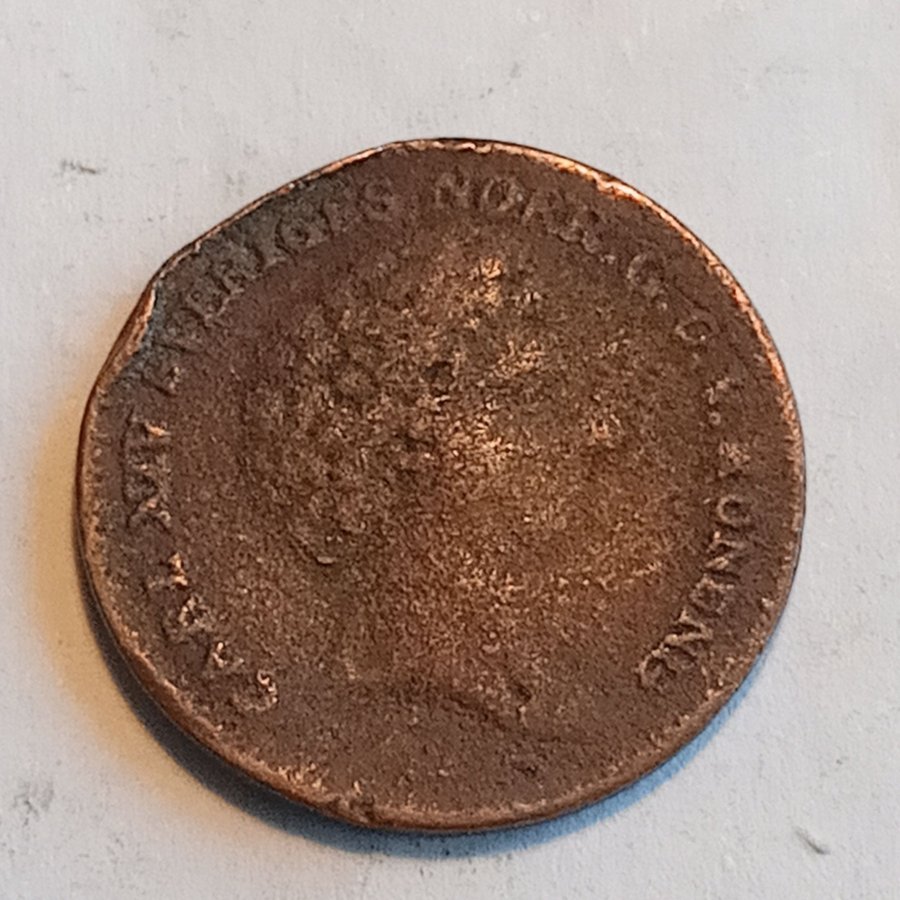 CARL XIV SVERIGES NORR. G. O. V. KONUNG